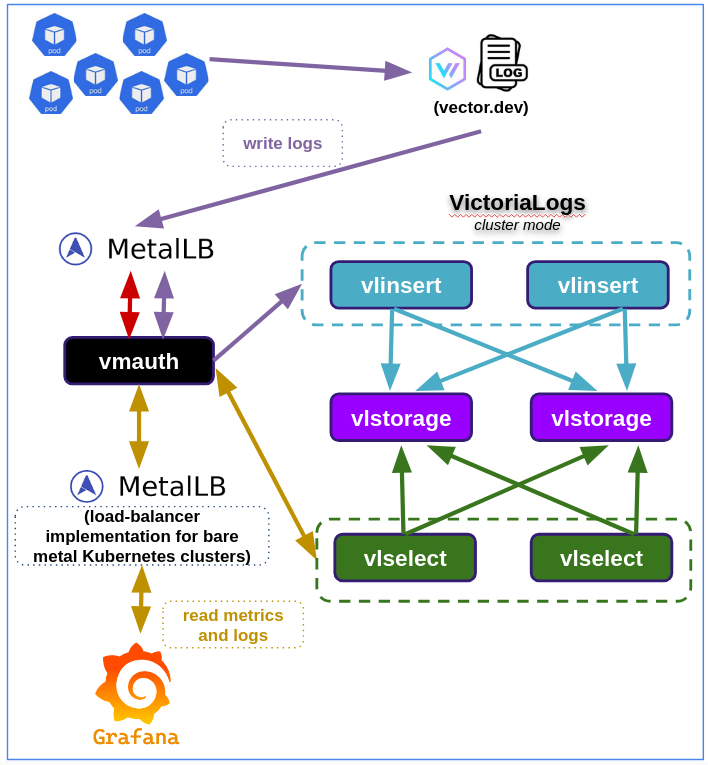 pod
pod
pod
pod
pod
pod
LOG
(vector.dev)
write logs
VictoriaLogs
cluster mode
MetalLB
vlinsert
vlinsert
vmauth
vlstorage
vlstorage
MetalLB
(load-balancer
implementation for bare
metal Kubernetes clusters)
vlselect
vlselect
read metrics
and logs
Grafana